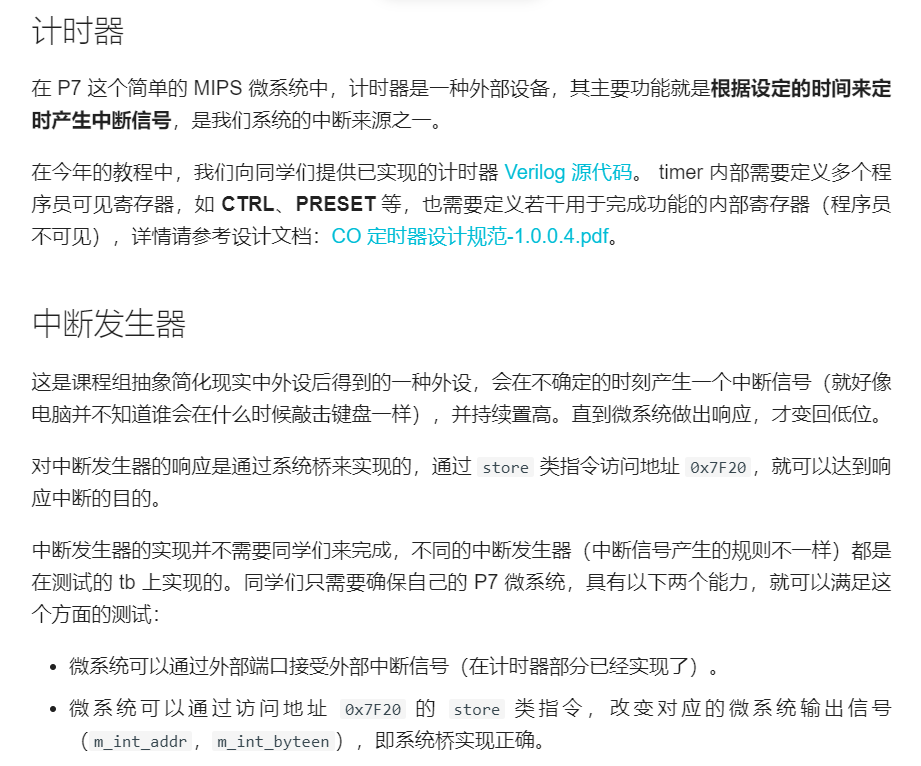 计时器
在 P7 这个简单的 MIPS 微系统中，计时器是一种外部设备，其主要功能就是根据设定的时间来定
时产生中断信号，是我们系统的中断来源之一。
在今年的教程中，我们向同学们提供已实现的计时器 Verilog 源代码。 timer 内部需要定义多个程
序员可见寄存器，如 CTRL、PRESET 等，也需要定义若干用于完成功能的内部寄存器（程序员
不可见），详情请参考设计文档：CO 定时器设计规范-1.0.0.4.pdf。
中断发生器
这是课程组抽象简化现实中外设后得到的一种外设，会在不确定的时刻产生一个中断信号（就好像
电脑并不知道谁会在什么时候敲击键盘一样），并持续置高。直到微系统做出响应，才变回低位。
对中断发生器的响应是通过系统桥来实现的，通过 store 类指令访问地址 0x7F20，就可以达到响
应中断的目的。
中断发生器的实现并不需要同学们来完成，不同的中断发生器（中断信号产生的规则不一样）都是
在测试的 tb 上实现的。同学们只需要确保自己的 P7 微系统，具有以下两个能力，就可以满足这
个方面的测试：
• 微系统可以通过外部端口接受外部中断信号（在计时器部分已经实现了）。
• 微系统可以通过访问地址 0x7F20 的 store 类指令，改变对应的微系统输出信号
（m_int_addr，m_int_byteen），即系统桥实现正确。